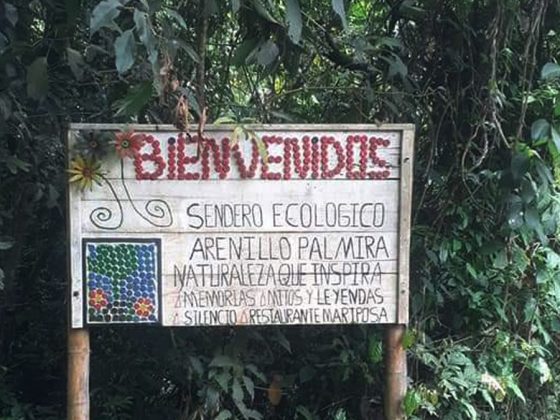 BIENVENIDOS
SENDERO ECOLOGICO
ARENILLO PALMIRA
NATURALEZA QUE INSPIRA
△MEMORIAS △MITOS Y LEYENDAS
△SILENCIO △RESTAURANTE MARIPOSA